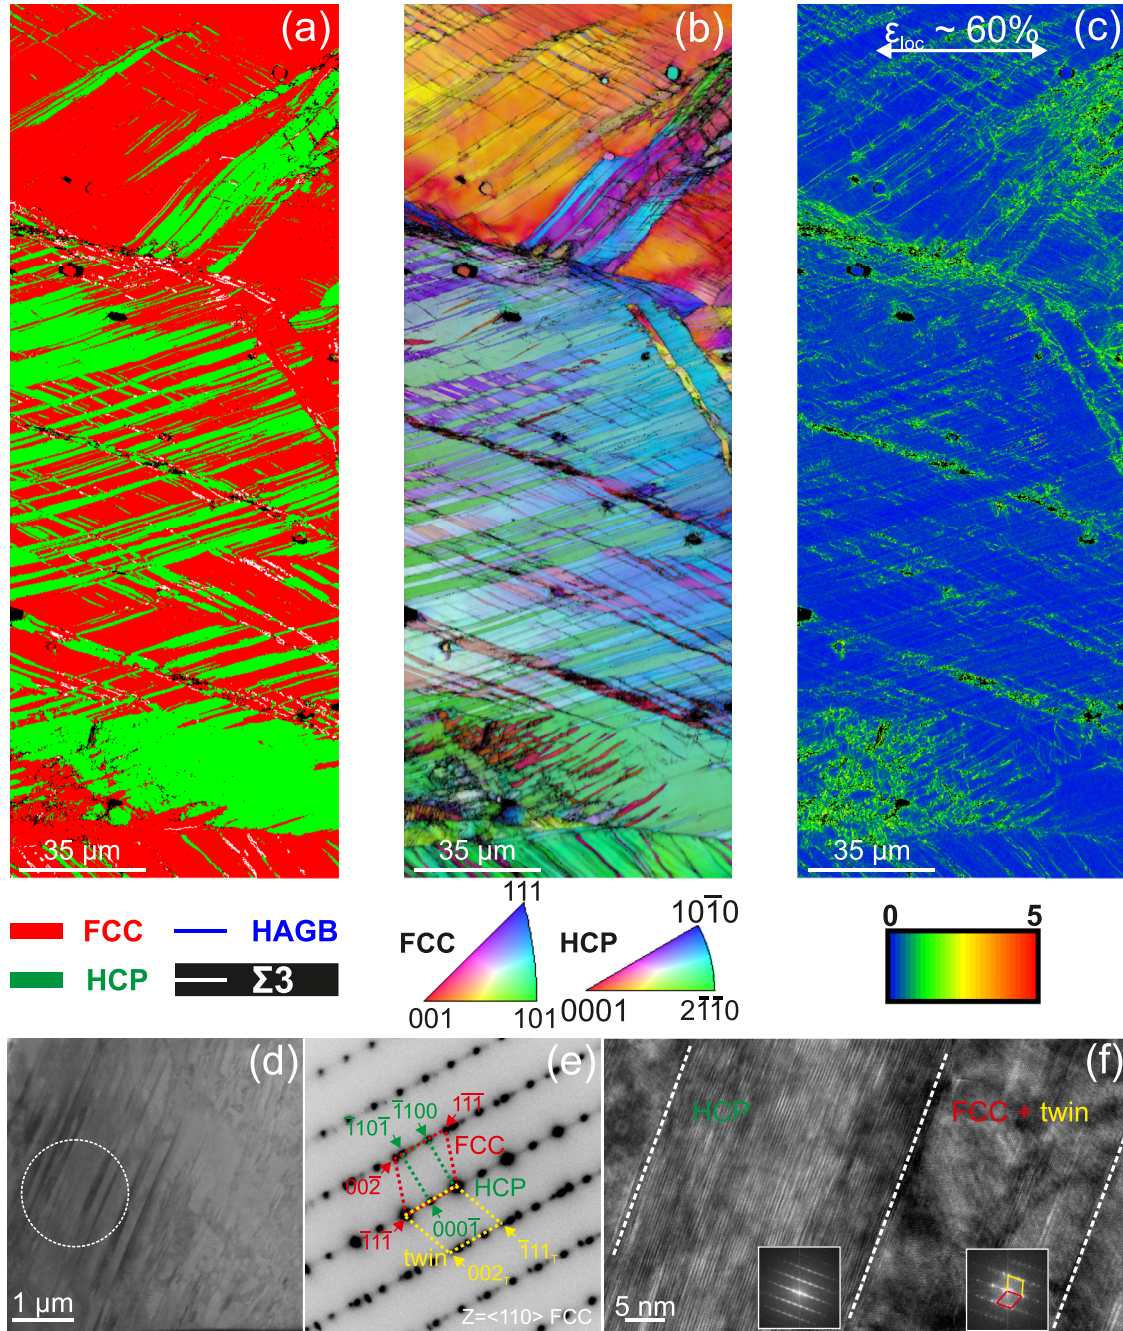 (a)
(b)
ε_loc ~ 60%
(c)
35 µm
35 µm
35 µm
FCC
HAGB
HCP
Σ3
FCC
111
001
101
HCP
101̄0
0001
21̄1̄0
0
5
(d)
1 µm
(e)
1̄101̄
1̄100
11̄1̄
FCC
002̄
HCP
1̄11̄
0001̄
twin
1̄11_T
002_T
Z=<110> FCC
(f)
HCP
FCC + twin
5 nm